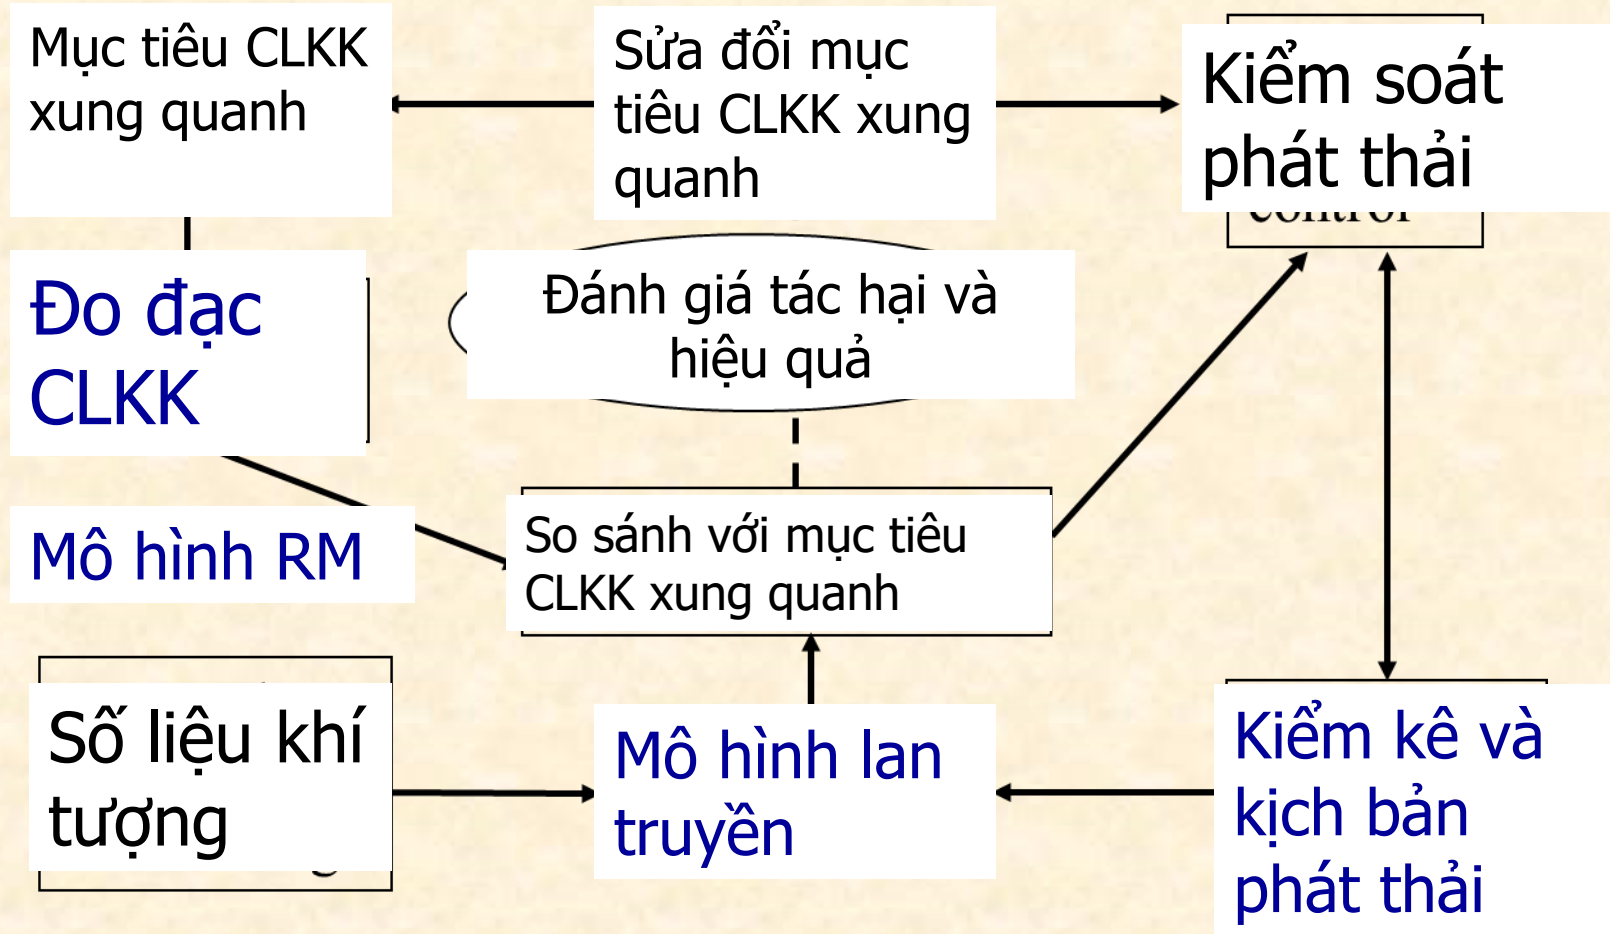 Mục tiêu CLKK
xung quanh
Sửa đổi mục
tiêu CLKK xung
quanh
Kiểm soát
phát thải
control
Đo đạc
CLKK
Đánh giá tác hại và
hiệu quả
Mô hình RM
So sánh với mục tiêu
CLKK xung quanh
Số liệu khí
tượng
Mô hình lan
truyền
Kiểm kê và
kịch bản
phát thải